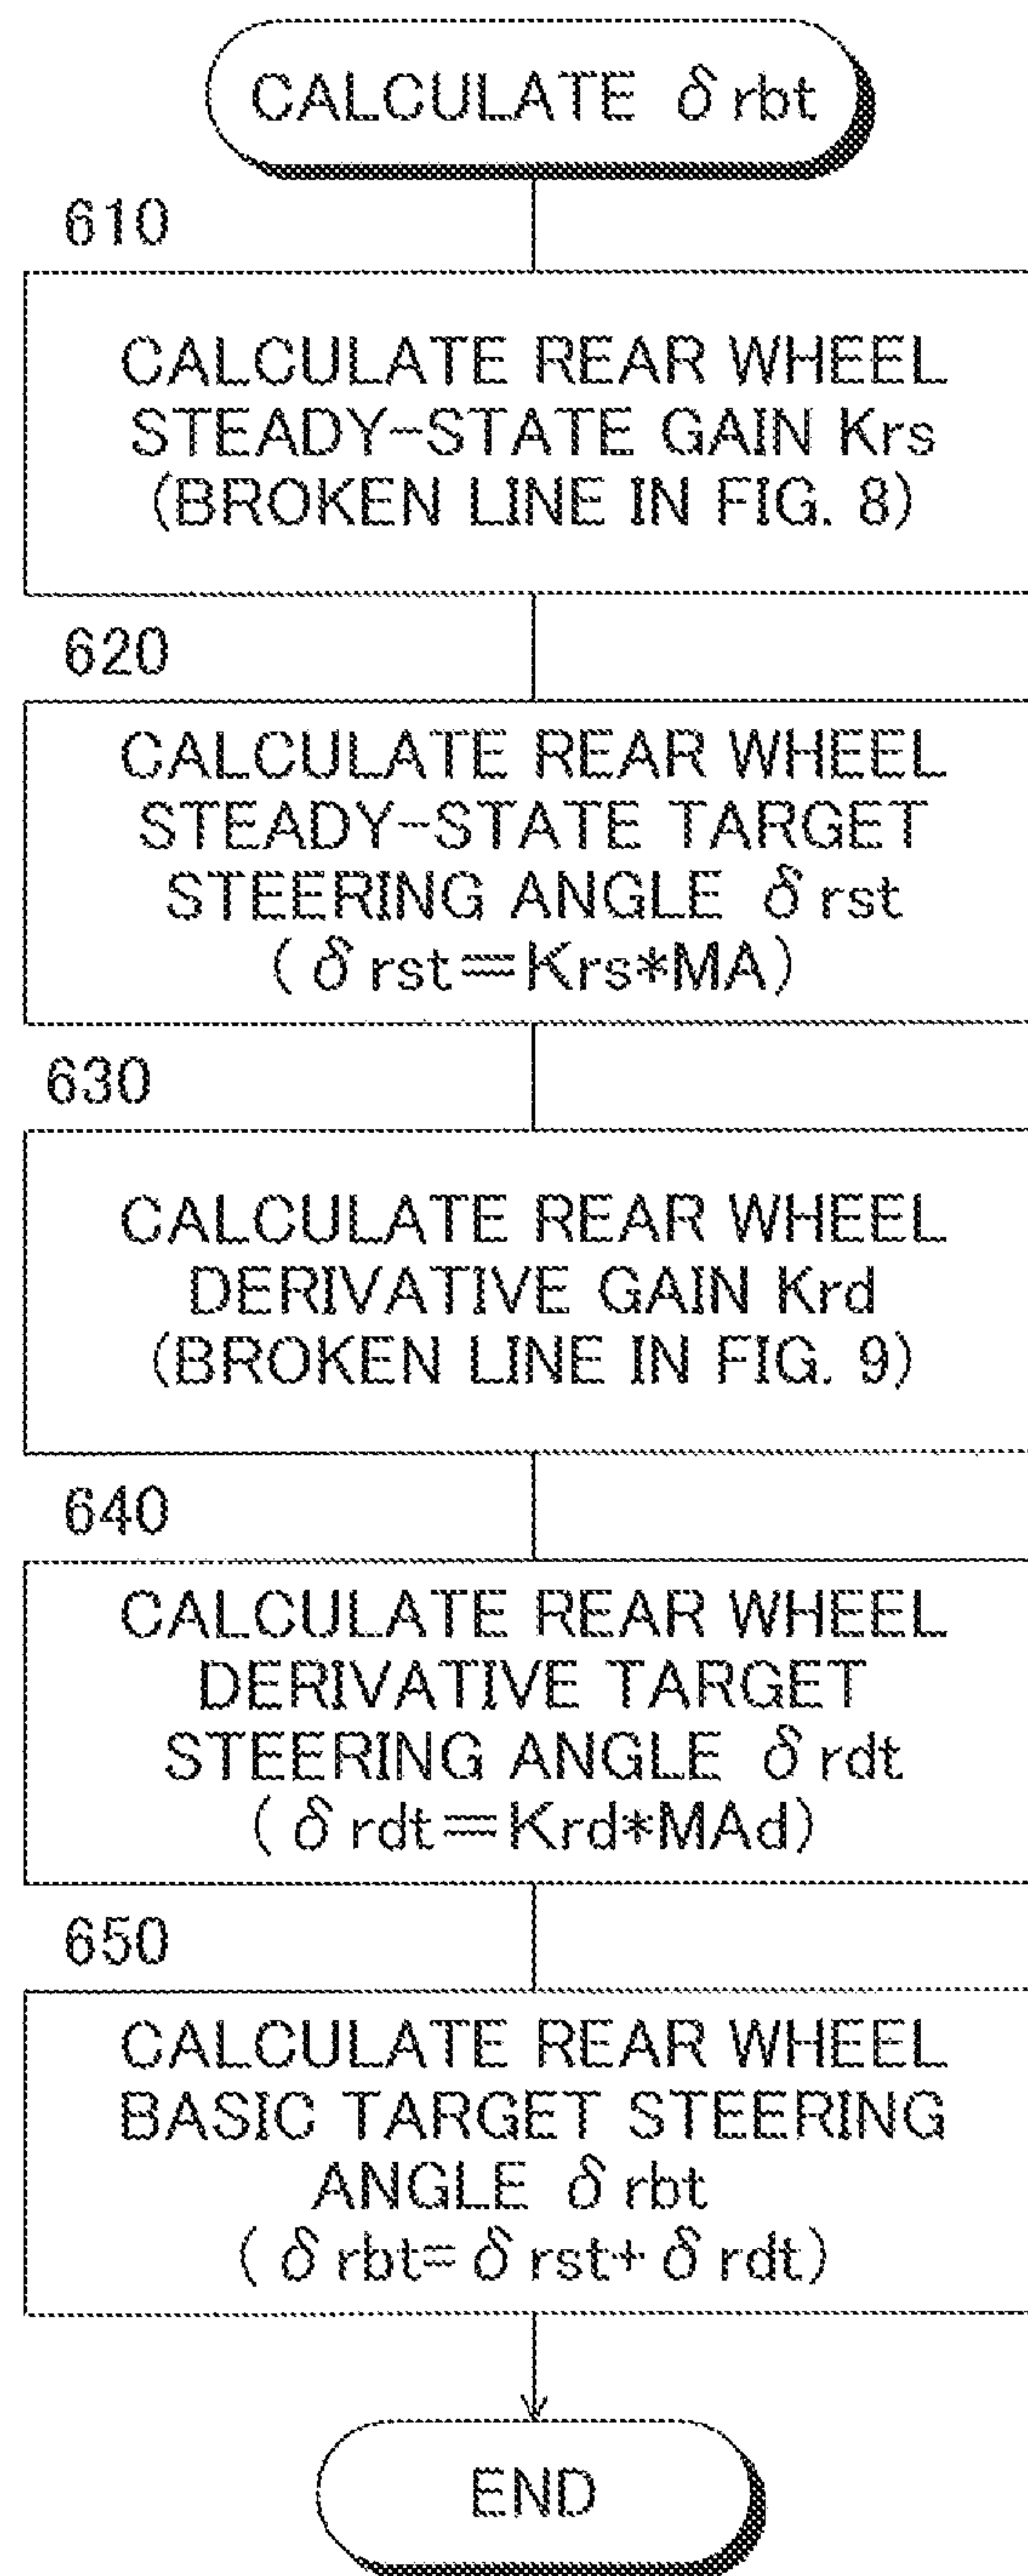 CALCULATE δrbt
610
CALCULATE REAR WHEEL
STEADY-STATE GAIN Krs
(BROKEN LINE IN FIG. 8)
620
CALCULATE REAR WHEEL
STEADY-STATE TARGET
STEERING ANGLE δrst
(δrst=Krs*MA)
630
CALCULATE REAR WHEEL
DERIVATIVE GAIN Krd
(BROKEN LINE IN FIG. 9)
640
CALCULATE REAR WHEEL
DERIVATIVE TARGET
STEERING ANGLE δrdt
(δrdt=Krd*MAd)
650
CALCULATE REAR WHEEL
BASIC TARGET STEERING
ANGLE δrbt
(δrbt=δrst+δrdt)
END